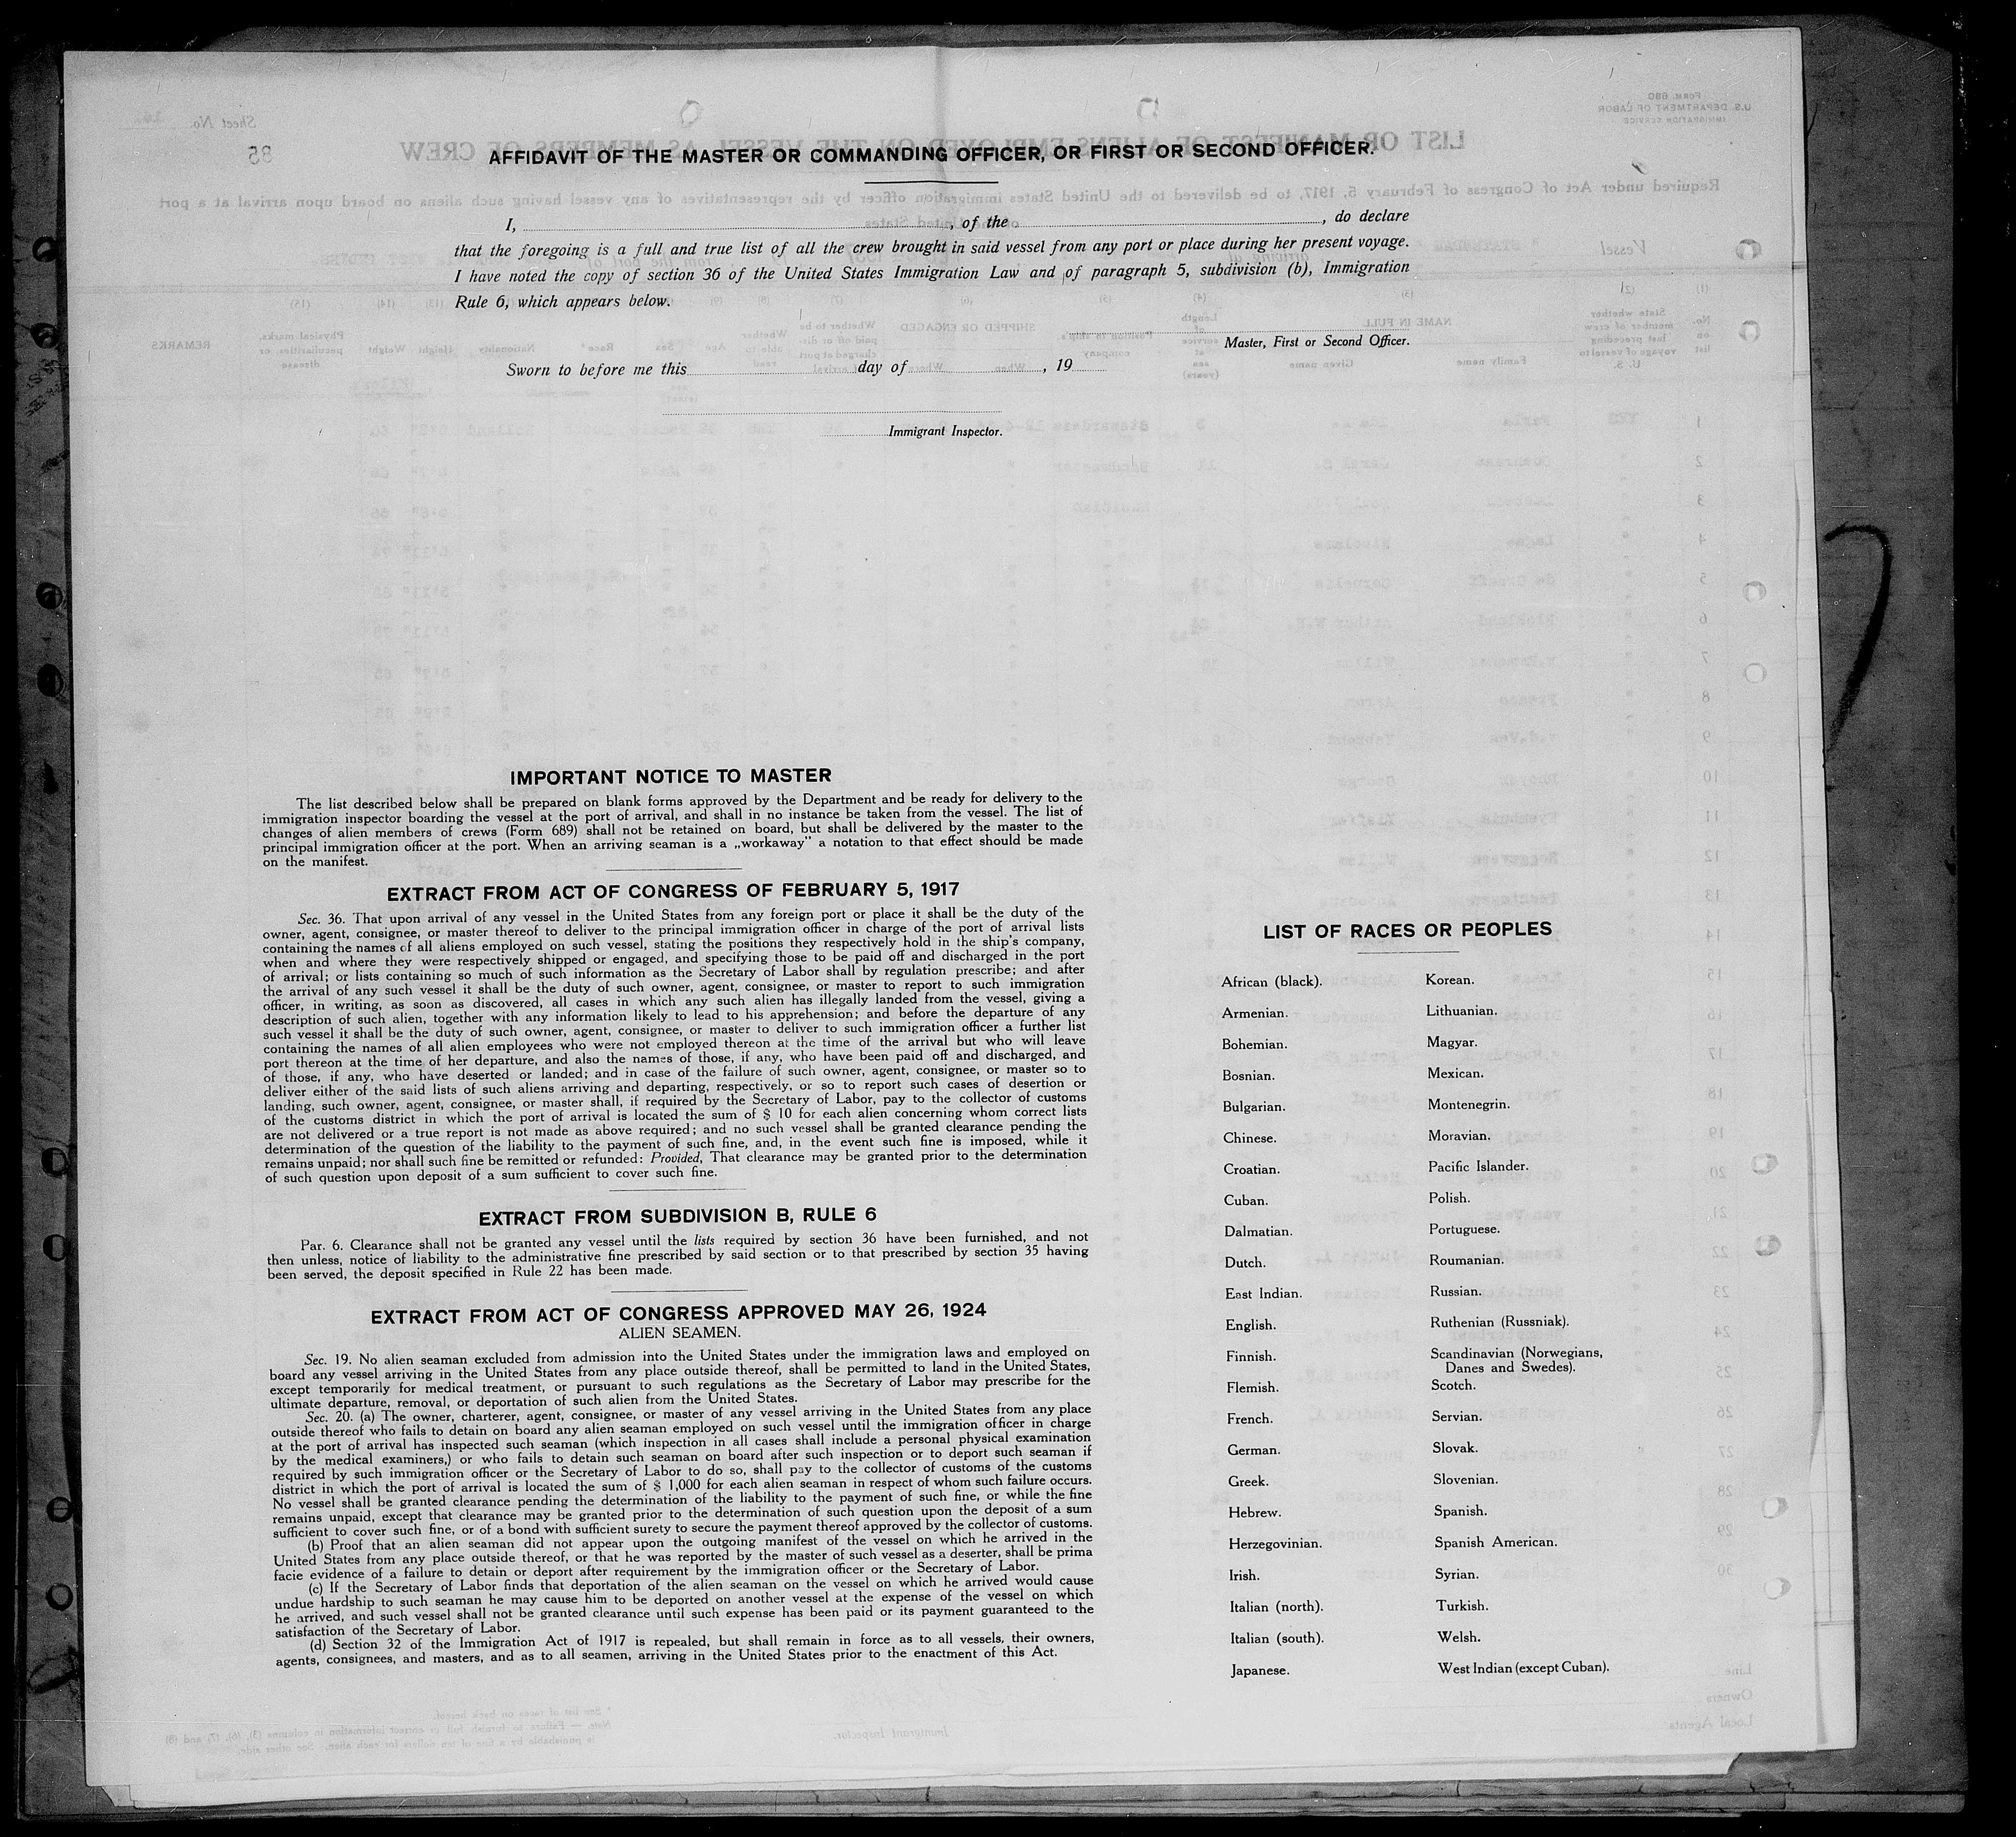 AFFIDAVIT OF THE MASTER OR COMMANDING OFFICER, OR FIRST OR SECOND OFFICER.
I, , of the , do declare
that the foregoing is a full and true list of all the crew brought in said vessel from any port or place during her present voyage.
I have noted the copy of section 36 of the United States Immigration Law and of paragraph 5, subdivision (b), Immigration
Rule 6, which appears below.
Master, First or Second Officer.
Sworn to before me this day of , 19
Immigrant Inspector.
IMPORTANT NOTICE TO MASTER
The list described below shall be prepared on blank forms approved by the Department and be ready for delivery to the
immigration inspector boarding the vessel at the port of arrival, and shall in no instance be taken from the vessel. The list of
changes of alien members of crews (Form 689) shall not be retained on board, but shall be delivered by the master to the
principal immigration officer at the port. When an arriving seaman is a „workaway” a notation to that effect should be made
on the manifest.
EXTRACT FROM ACT OF CONGRESS OF FEBRUARY 5, 1917
Sec. 36. That upon arrival of any vessel in the United States from any foreign port or place it shall be the duty of the
owner, agent, consignee, or master thereof to deliver to the principal immigration officer in charge of the port of arrival lists
containing the names of all aliens employed on such vessel, stating the positions they respectively hold in the ship's company,
when and where they were respectively shipped or engaged, and specifying those to be paid off and discharged in the port
of arrival; or lists containing so much of such information as the Secretary of Labor shall by regulation prescribe; and after
the arrival of any such vessel it shall be the duty of such owner, agent, consignee, or master to report to such immigration
officer, in writing, as soon as discovered, all cases in which any such alien has illegally landed from the vessel, giving a
description of such alien, together with any information likely to lead to his apprehension; and before the departure of any
such vessel it shall be the duty of such owner, agent, consignee, or master to deliver to such immigration officer a further list
containing the names of all alien employees who were not employed thereon at the time of the arrival but who will leave
port thereon at the time of her departure, and also the names of those, if any, who have been paid off and discharged, and
of those, if any, who have deserted or landed; and in case of the failure of such owner, agent, consignee, or master so to
deliver either of the said lists of such aliens arriving and departing, respectively, or so to report such cases of desertion or
landing, such owner, agent, consignee, or master shall, if required by the Secretary of Labor, pay to the collector of customs
of the customs district in which the port of arrival is located the sum of $ 10 for each alien concerning whom correct lists
are not delivered or a true report is not made as above required; and no such vessel shall be granted clearance pending the
determination of the question of the liability to the payment of such fine, and, in the event such fine is imposed, while it
remains unpaid; nor shall such fine be remitted or refunded: Provided, That clearance may be granted prior to the determination
of such question upon deposit of a sum sufficient to cover such fine.
EXTRACT FROM SUBDIVISION B, RULE 6
Par. 6. Clearance shall not be granted any vessel until the lists required by section 36 have been furnished, and not
then unless, notice of liability to the administrative fine prescribed by said section or to that prescribed by section 35 having
been served, the deposit specified in Rule 22 has been made.
EXTRACT FROM ACT OF CONGRESS APPROVED MAY 26, 1924
ALIEN SEAMEN.
Sec. 19. No alien seaman excluded from admission into the United States under the immigration laws and employed on
board any vessel arriving in the United States from any place outside thereof, shall be permitted to land in the United States,
except temporarily for medical treatment, or pursuant to such regulations as the Secretary of Labor may prescribe for the
ultimate departure, removal, or deportation of such alien from the United States.
Sec. 20. (a) The owner, charterer, agent, consignee, or master of any vessel arriving in the United States from any place
outside thereof who fails to detain on board any alien seaman employed on such vessel until the immigration officer in charge
at the port of arrival has inspected such seaman (which inspection in all cases shall include a personal physical examination
by the medical examiners,) or who fails to detain such seaman on board after such inspection or to deport such seaman if
required by such immigration officer or the Secretary of Labor to do so, shall pay to the collector of customs of the customs
district in which the port of arrival is located the sum of $ 1,000 for each alien seaman in respect of whom such failure occurs.
No vessel shall be granted clearance pending the determination of the liability to the payment of such fine, or while the fine
remains unpaid, except that clearance may be granted prior to the determination of such question upon the deposit of a sum
sufficient to cover such fine, or of a bond with sufficient surety to secure the payment thereof approved by the collector of customs.
(b) Proof that an alien seaman did not appear upon the outgoing manifest of the vessel on which he arrived in the
United States from any place outside thereof, or that he was reported by the master of such vessel as a deserter, shall be prima
facie evidence of a failure to detain or deport after requirement by the immigration officer or the Secretary of Labor.
(c) If the Secretary of Labor finds that deportation of the alien seaman on the vessel on which he arrived would cause
undue hardship to such seaman he may cause him to be deported on another vessel at the expense of the vessel on which
he arrived, and such vessel shall not be granted clearance until such expense has been paid or its payment guaranteed to the
satisfaction of the Secretary of Labor.
(d) Section 32 of the Immigration Act of 1917 is repealed, but shall remain in force as to all vessels, their owners,
agents, consignees, and masters, and as to all seamen, arriving in the United States prior to the enactment of this Act.
LIST OF RACES OR PEOPLES
African (black).
Armenian.
Bohemian.
Bosnian.
Bulgarian.
Chinese.
Croatian.
Cuban.
Dalmatian.
Dutch.
East Indian.
English.
Finnish.
Flemish.
French.
German.
Greek.
Hebrew.
Herzegovinian.
Irish.
Italian (north).
Italian (south).
Japanese.
Korean.
Lithuanian.
Magyar.
Mexican.
Montenegrin.
Moravian.
Pacific Islander.
Polish.
Portuguese.
Roumanian.
Russian.
Ruthenian (Russniak).
Scandinavian (Norwegians,
Danes and Swedes).
Scotch.
Servian.
Slovak.
Slovenian.
Spanish.
Spanish American.
Syrian.
Turkish.
Welsh.
West Indian (except Cuban).